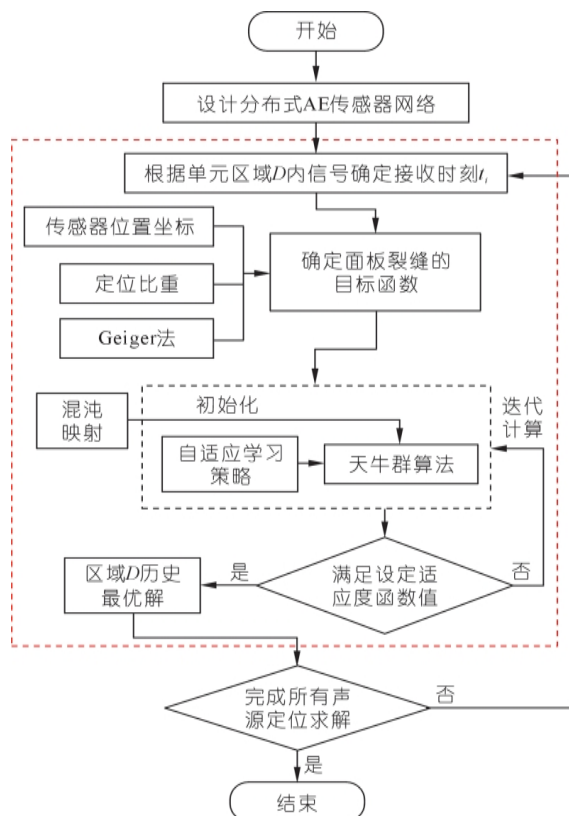 开始
设计分布式AE传感器网络
根据单元区域D内信号确定接收时刻tᵢ
传感器位置坐标
定位比重
Geiger法
确定面板裂缝的
目标函数
混沌
映射
初始化
自适应学习
策略
天牛群算法
迭代
计算
满足设定适
应度函数值
是
否
区域D历史
最优解
完成所有声
源定位求解
否
是
结束